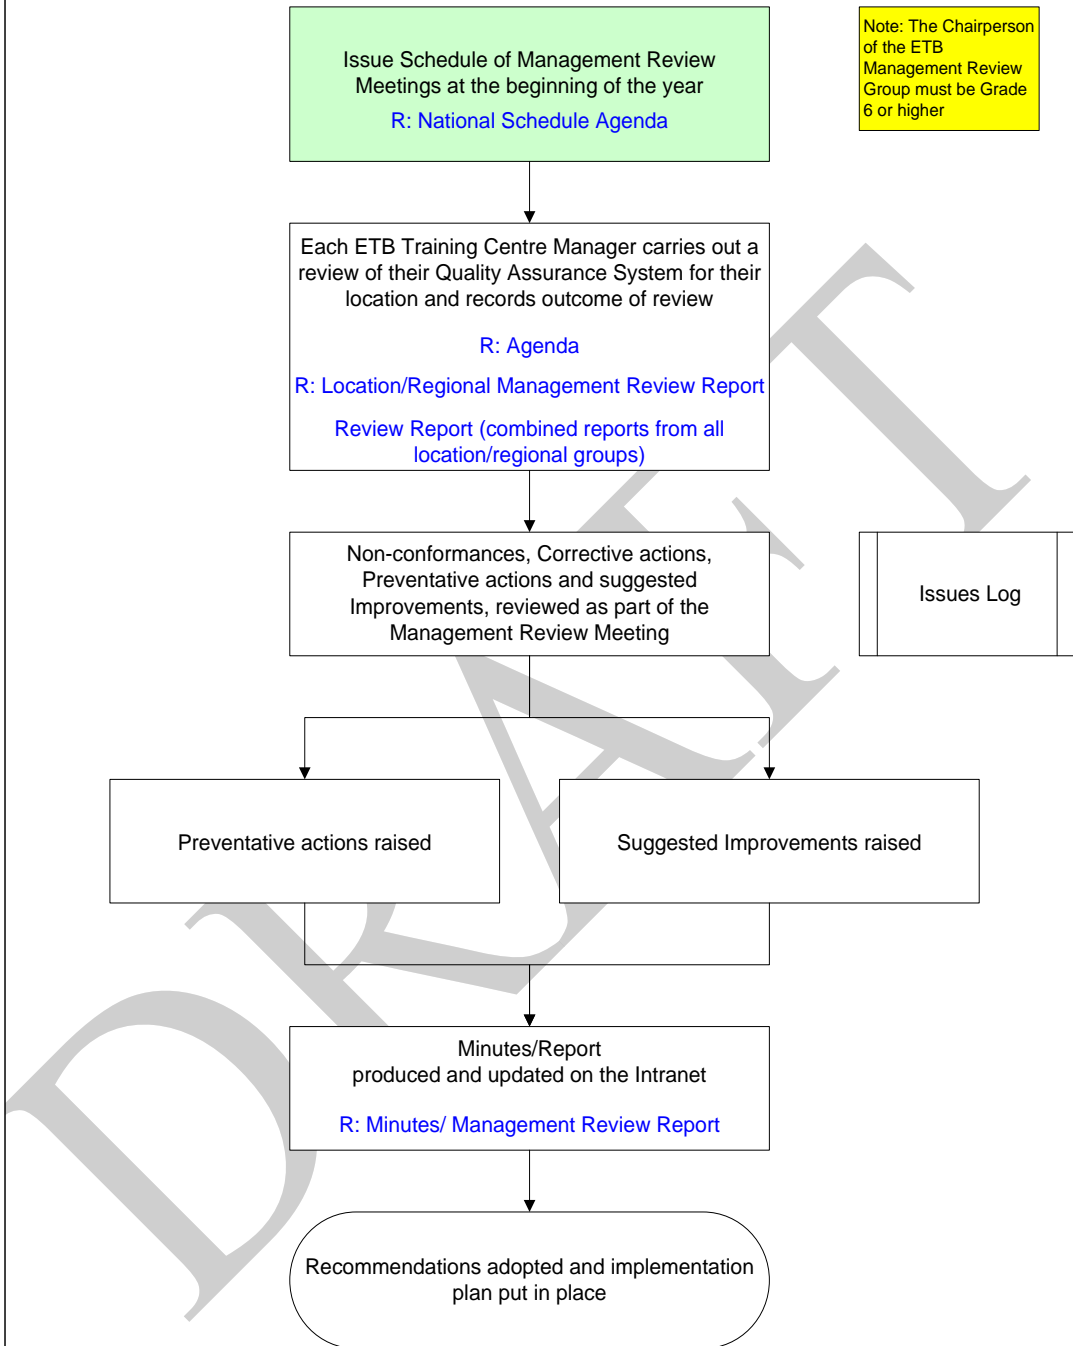 Issue Schedule of Management Review
Meetings at the beginning of the year
R: National Schedule Agenda
Note: The Chairperson
of the ETB
Management Review
Group must be Grade
6 or higher
Each ETB Training Centre Manager carries out a
review of their Quality Assurance System for their
location and records outcome of review
R: Agenda
R: Location/Regional Management Review Report
Review Report (combined reports from all
location/regional groups)
Non-conformances, Corrective actions,
Preventative actions and suggested
Improvements, reviewed as part of the
Management Review Meeting
Issues Log
Preventative actions raised
Suggested Improvements raised
Minutes/Report
produced and updated on the Intranet
R: Minutes/ Management Review Report
Recommendations adopted and implementation
plan put in place
DRAFT